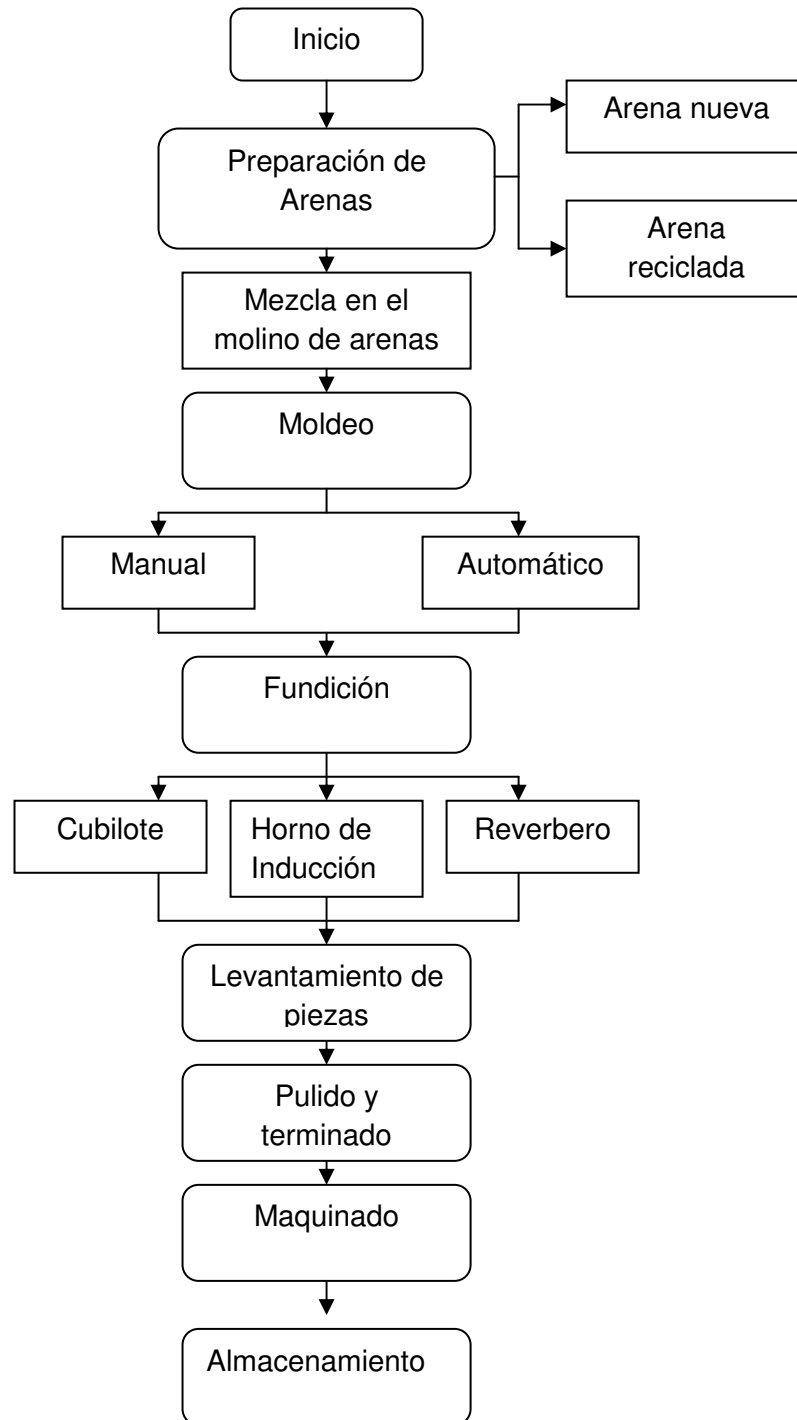 Inicio
Arena nueva
Preparación de
Arenas
Arena
reciclada
Mezcla en el
molino de arenas
Moldeo
Manual
Automático
Fundición
Cubilote
Horno de
Inducción
Reverbero
Levantamiento de
piezas
Pulido y
terminado
Maquinado
Almacenamiento